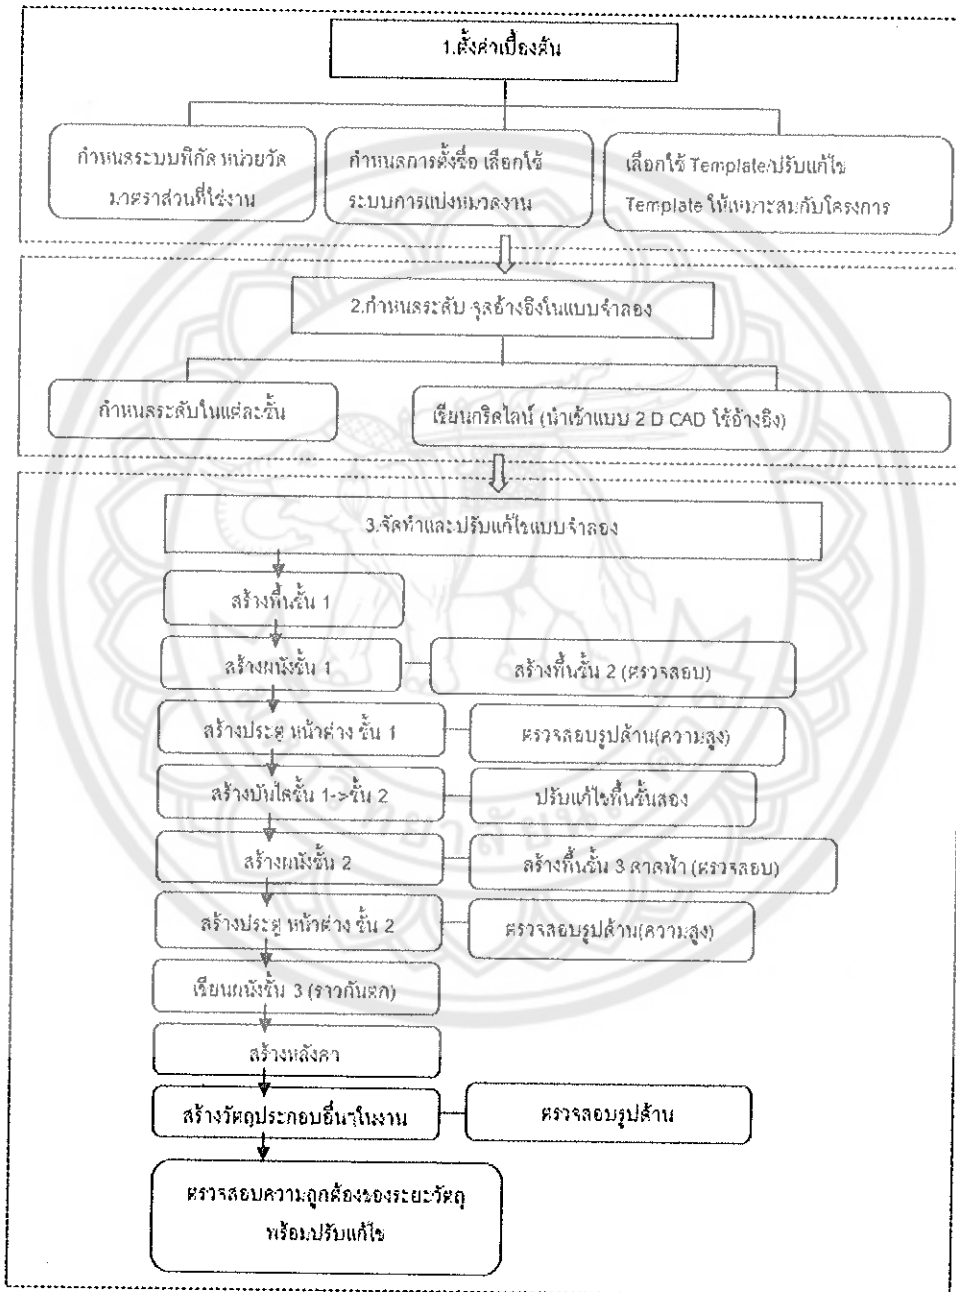 1.ตั้งค่าเบื้องต้น
กำหนดระบบพิกัด หน่วยวัด
มาตราส่วนที่ใช้งาน
กำหนดการตั้งชื่อ เลือกใช้
ระบบการแบ่งหมวดงาน
เลือกใช้ Template/ปรับแก้ไข
Template ให้เหมาะสมกับโครงการ
2.กำหนดระดับ จุดอ้างอิงในแบบจำลอง
กำหนดระดับในแต่ละชั้น
เขียนกริดไลน์ (นำเข้าแบบ 2 D CAD ใช้อ้างอิง)
3.จัดทำและปรับแก้ไขแบบจำลอง
สร้างพื้นชั้น 1
สร้างผนังชั้น 1
สร้างพื้นชั้น 2 (ตรวจสอบ)
สร้างประตู หน้าต่าง ชั้น 1
ตรวจสอบรูปด้าน(ความสูง)
สร้างบันไดชั้น 1->ชั้น 2
ปรับแก้ไขพื้นชั้นสอง
สร้างผนังชั้น 2
สร้างพื้นชั้น 3 ดาดฟ้า (ตรวจสอบ)
สร้างประตู หน้าต่าง ชั้น 2
ตรวจสอบรูปด้าน(ความสูง)
เขียนผนังชั้น 3 (ราวกันตก)
สร้างหลังคา
สร้างวัตถุประกอบอื่นๆในงาน
ตรวจสอบรูปด้าน
ตรวจสอบความถูกต้องของระยะวัตถุ
พร้อมปรับแก้ไข